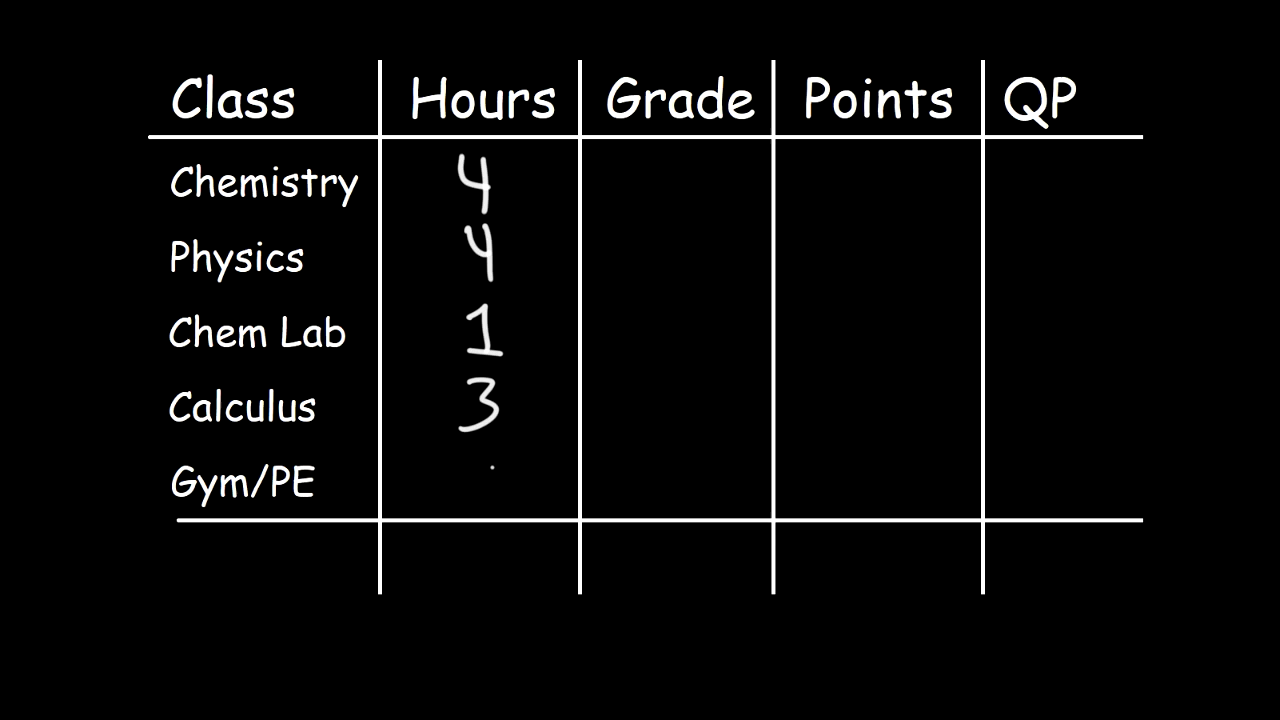 Class Hours Grade Points QP
Chemistry 4
Physics 4
Chem Lab 1
Calculus 3
Gym/PE